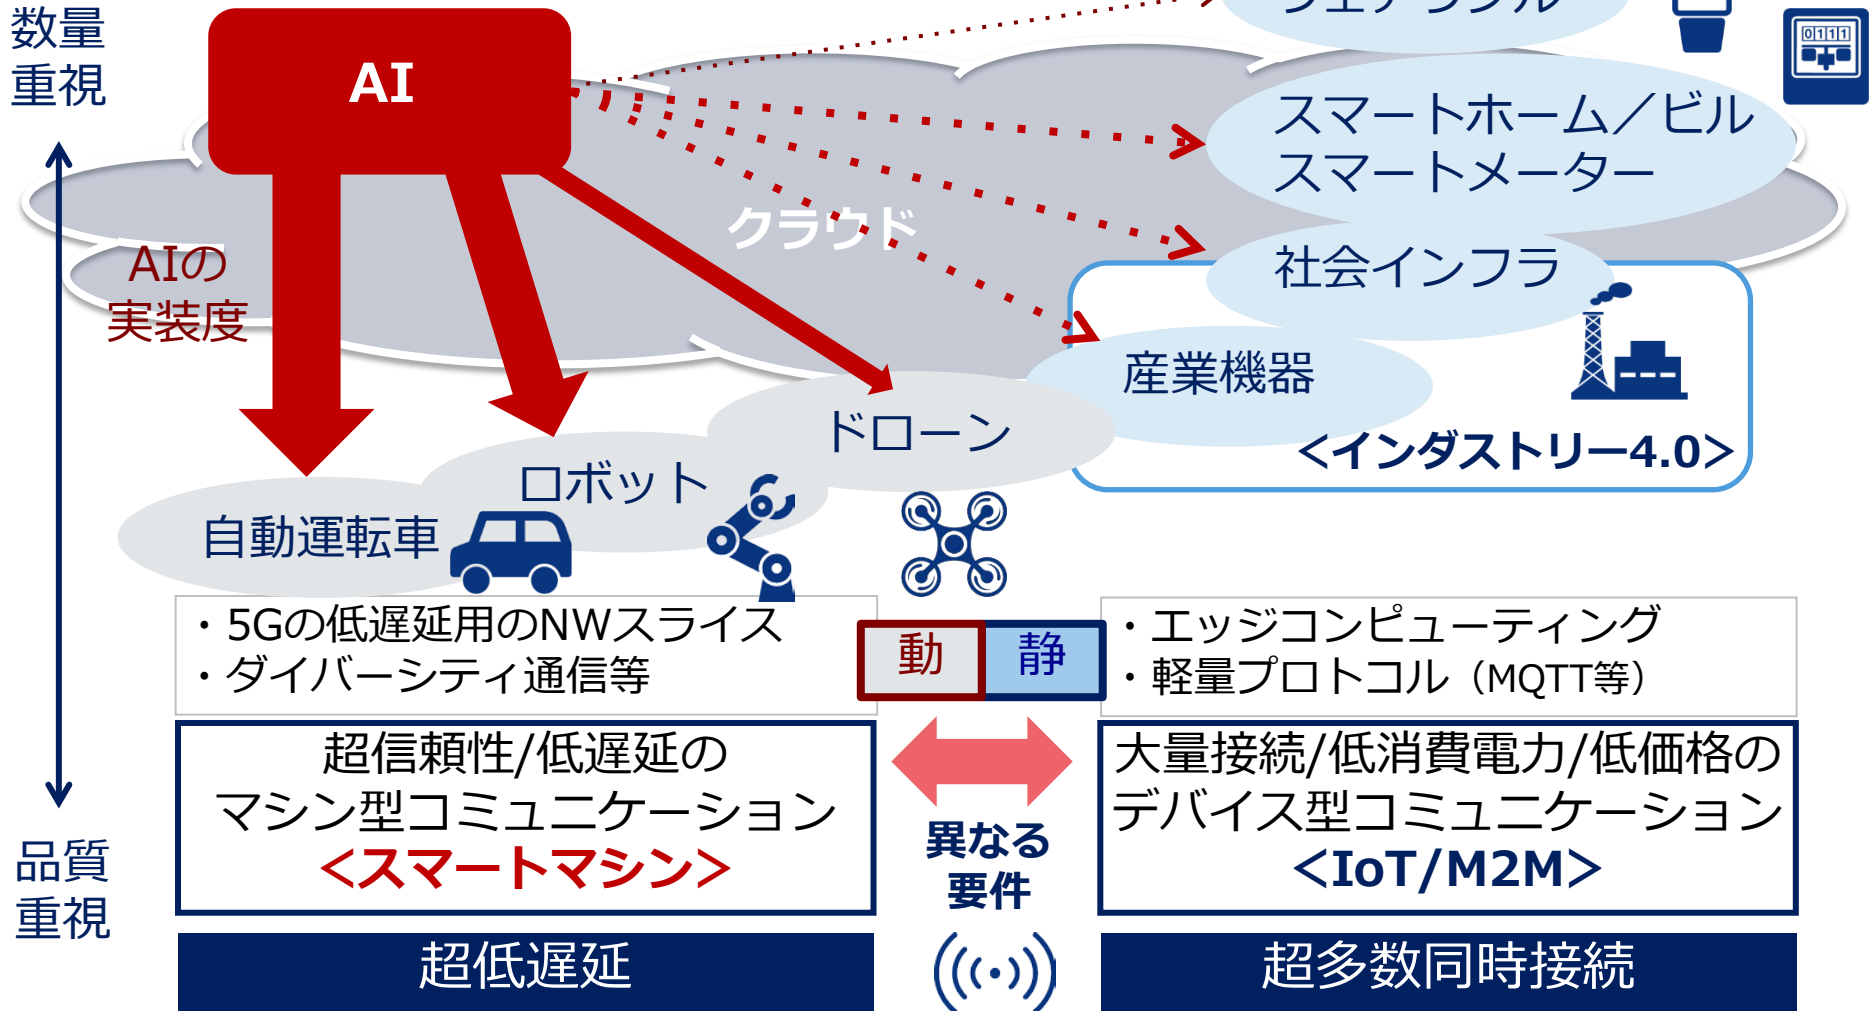 数量
重視
ウェアラブル
0111
AI
スマートホーム／ビル
スマートメーター
クラウド
AIの
実装度
社会インフラ
産業機器
<インダストリー4.0>
ドローン
ロボット
自動運転車
・5Gの低遅延用のNWスライス
・ダイバーシティ通信等
動
静
・エッジコンピューティング
・軽量プロトコル（MQTT等）
超信頼性/低遅延の
マシン型コミュニケーション
<スマートマシン>
異なる
要件
大量接続/低消費電力/低価格の
デバイス型コミュニケーション
<IoT/M2M>
品質
重視
超低遅延
超多数同時接続